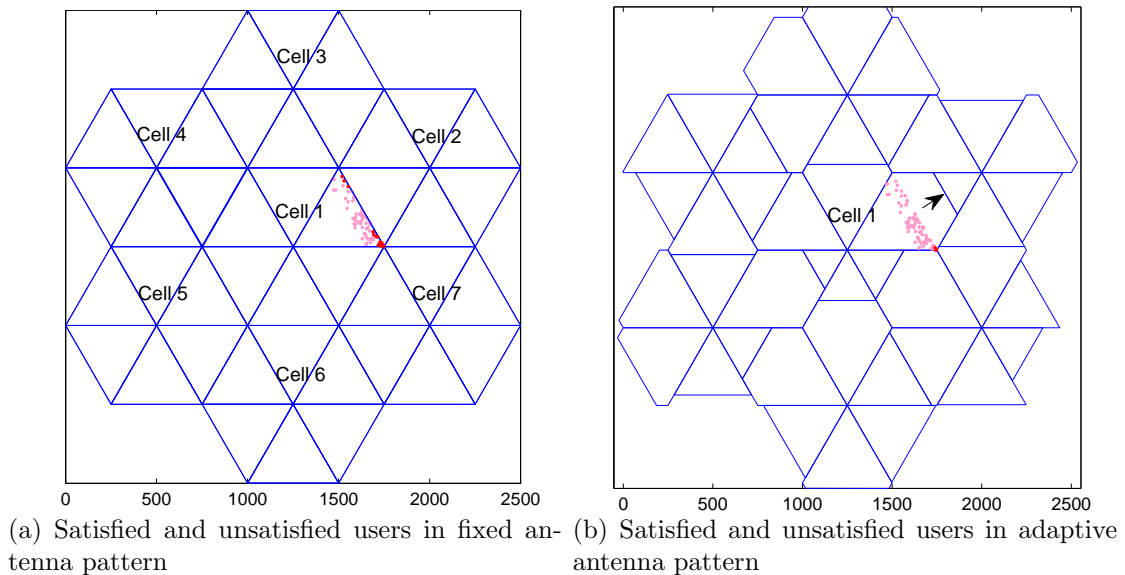 Cell 3
Cell 4
Cell 2
Cell 1
Cell 5
Cell 7
Cell 6
0 500 1000 1500 2000 2500
(a) Satisfied and unsatisfied users in fixed an-
tenna pattern
Cell 1
0 500 1000 1500 2000 2500
(b) Satisfied and unsatisfied users in adaptive
antenna pattern